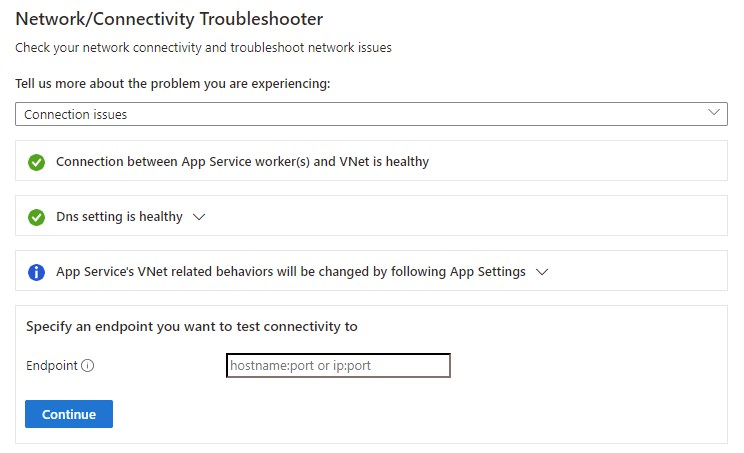 Network/Connectivity Troubleshooter
Check your network connectivity and troubleshoot network issues
Tell us more about the problem you are experiencing:
Connection issues
Connection between App Service worker(s) and VNet is healthy
Dns setting is healthy
App Service's VNet related behaviors will be changed by following App Settings
Specify an endpoint you want to test connectivity to
Endpoint hostname:port or ip:port
Continue